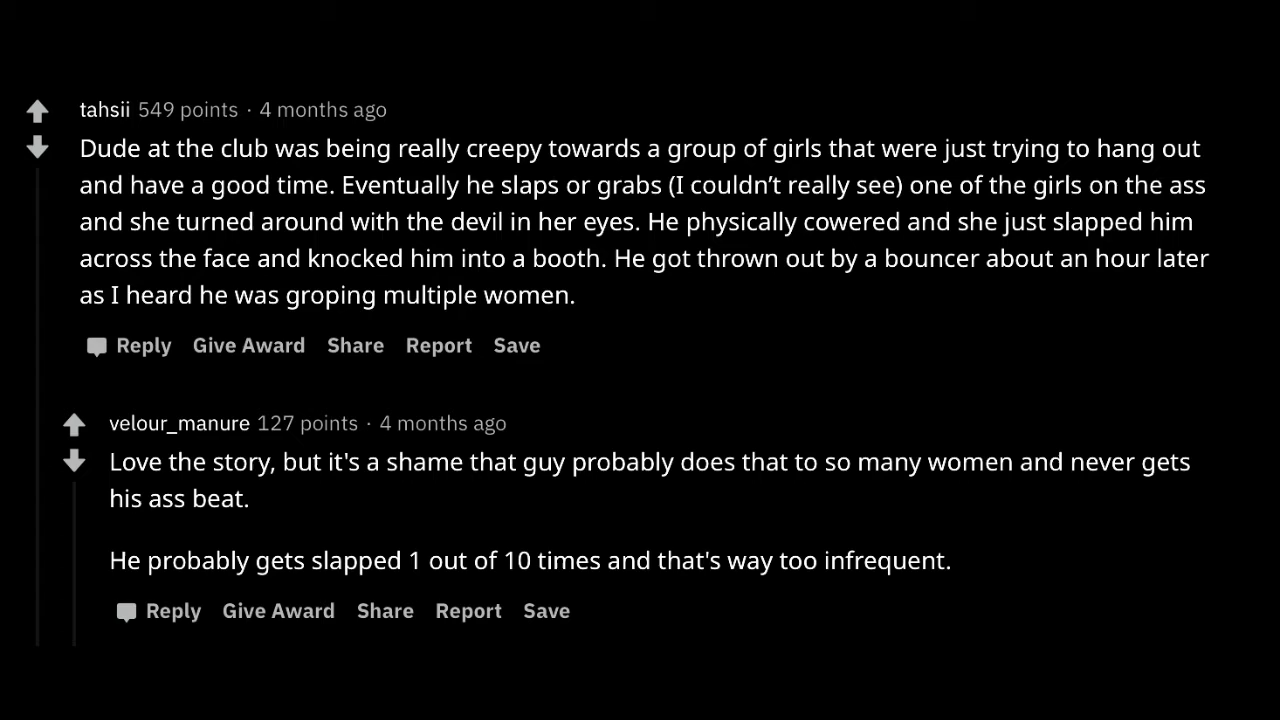 tahsii 549 points · 4 months ago
Dude at the club was being really creepy towards a group of girls that were just trying to hang out
and have a good time. Eventually he slaps or grabs (I couldn’t really see) one of the girls on the ass
and she turned around with the devil in her eyes. He physically cowered and she just slapped him
across the face and knocked him into a booth. He got thrown out by a bouncer about an hour later
as I heard he was groping multiple women.
Reply Give Award Share Report Save
velour_manure 127 points · 4 months ago
Love the story, but it's a shame that guy probably does that to so many women and never gets
his ass beat.
He probably gets slapped 1 out of 10 times and that's way too infrequent.
Reply Give Award Share Report Save